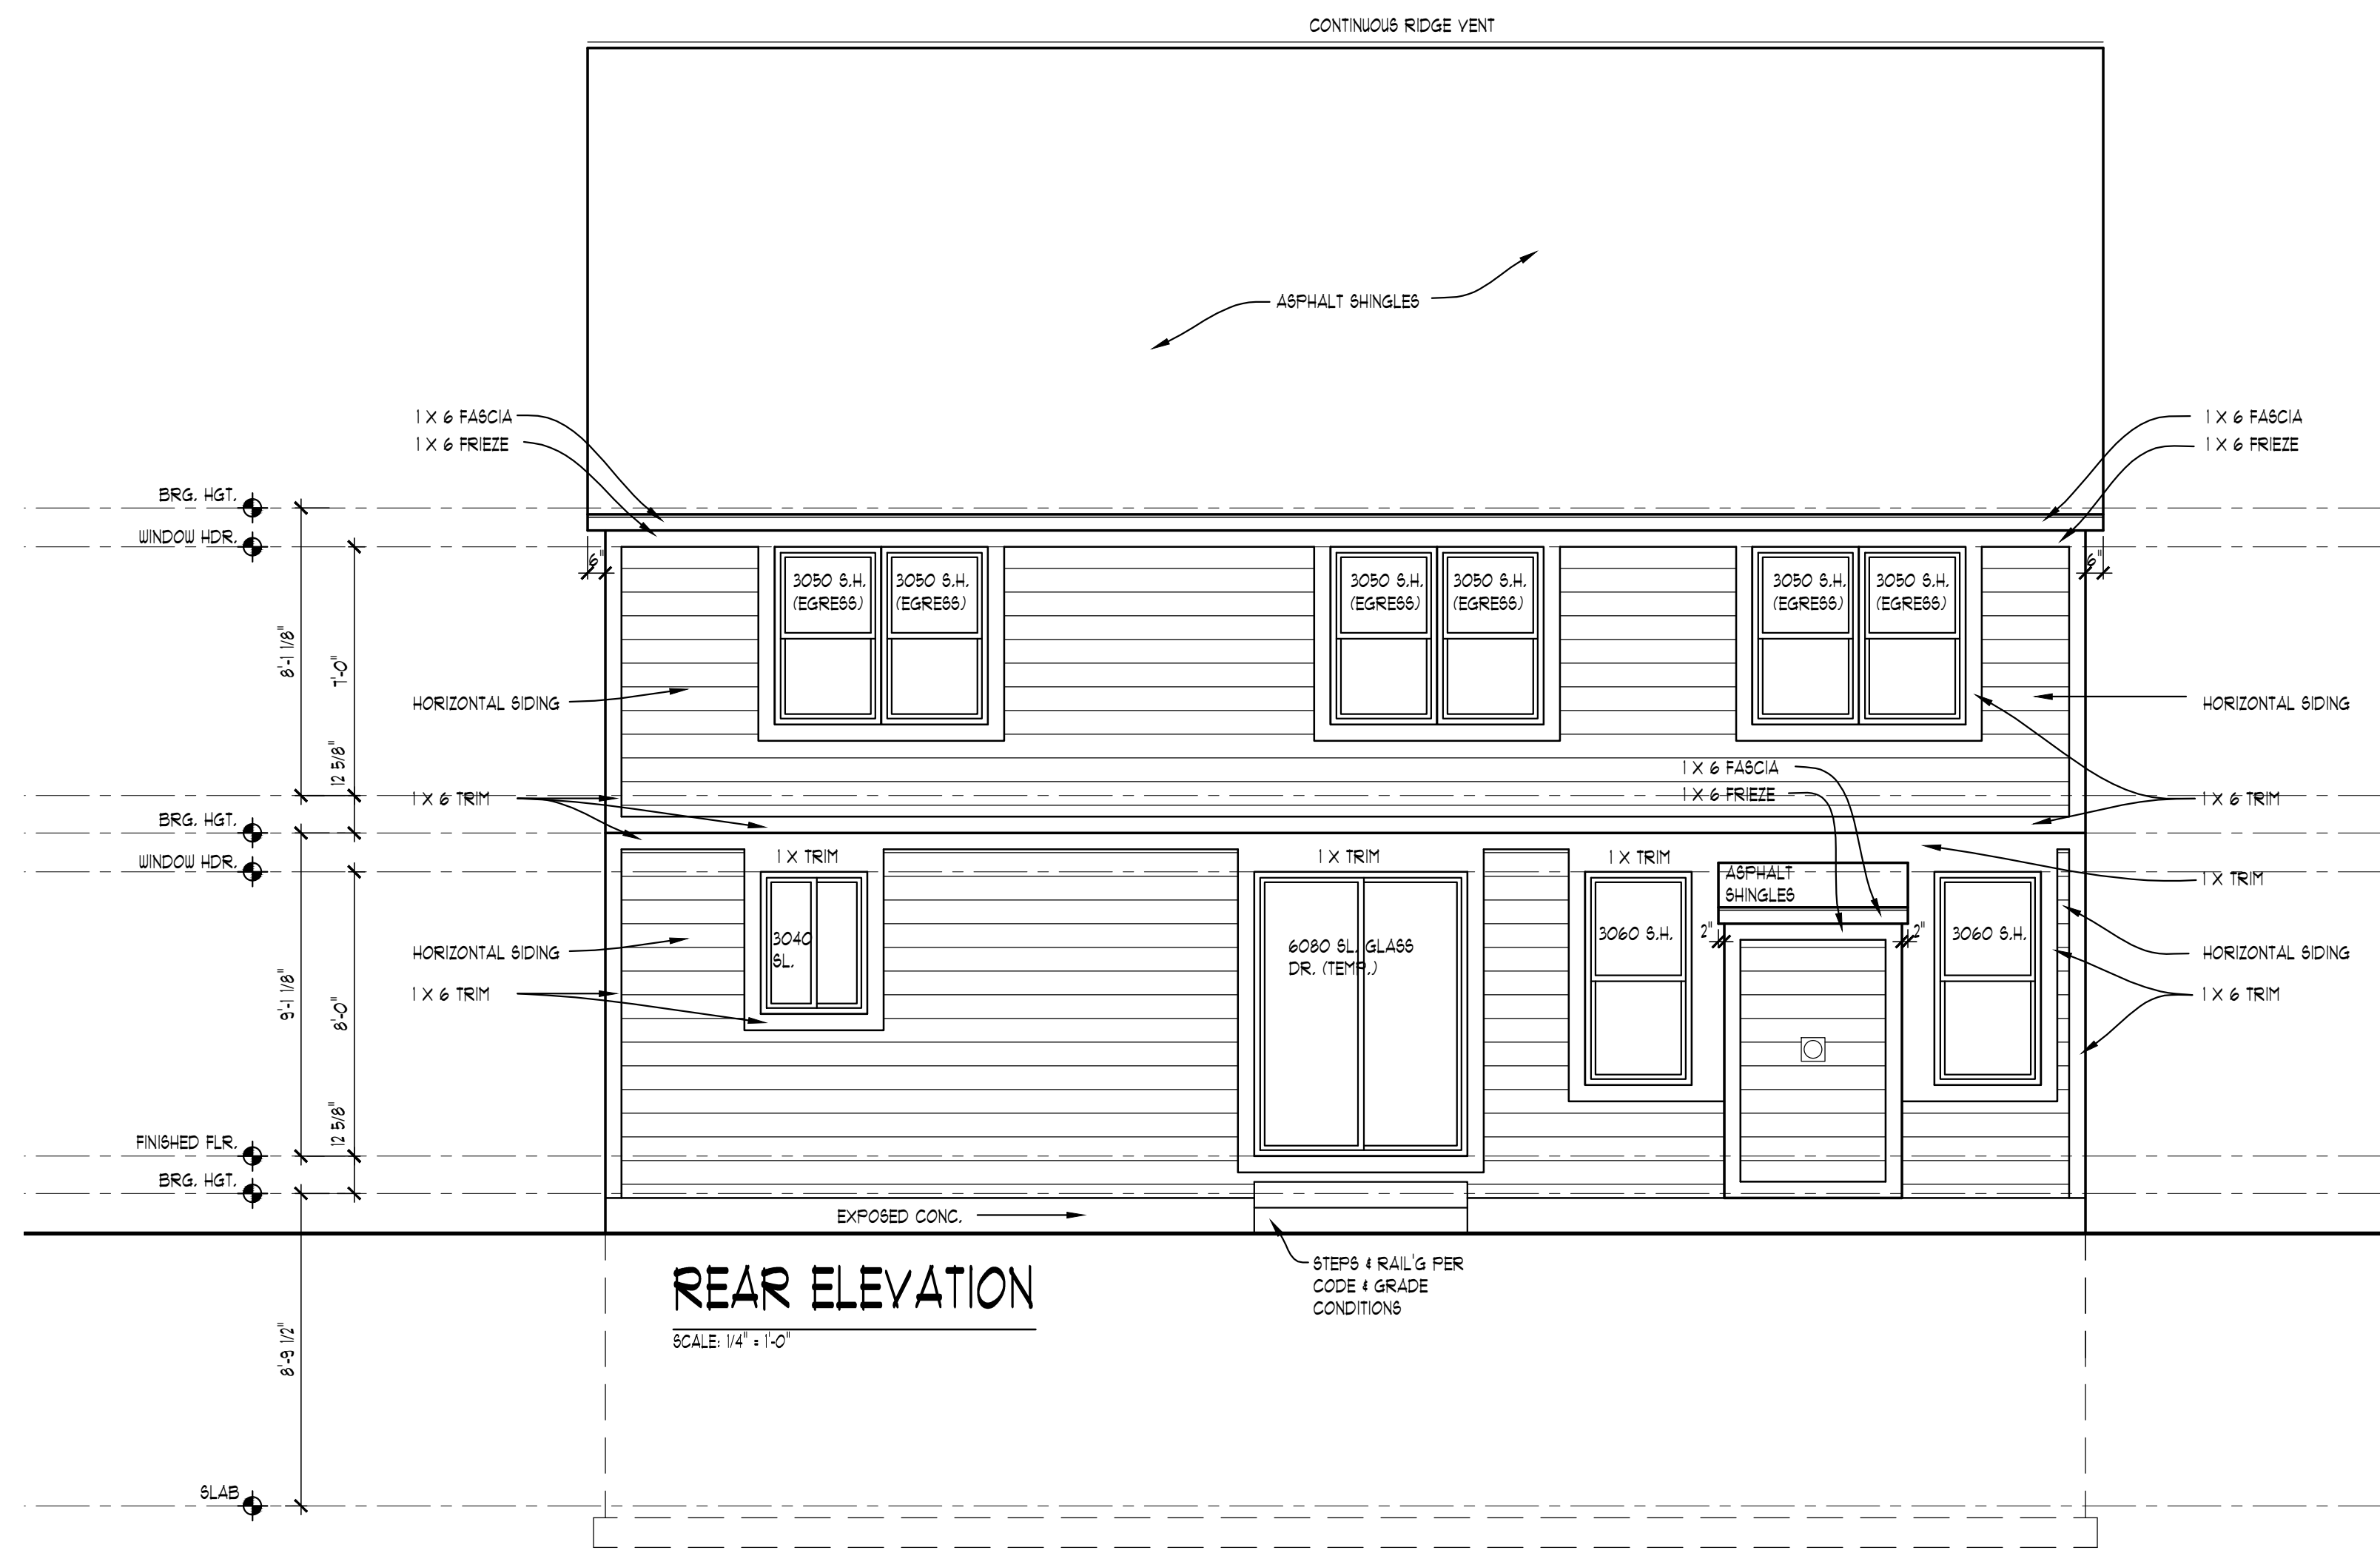 CONTINUOUS RIDGE VENT
ASPHALT SHINGLES
1 X 6 FASCIA
1 X 6 FRIEZE
1 X 6 FASCIA
1 X 6 FRIEZE
BRG. HGT.
WINDOW HDR.
6"
6"
3050 S.H.
(EGRESS)
3050 S.H.
(EGRESS)
3050 S.H.
(EGRESS)
3050 S.H.
(EGRESS)
3050 S.H.
(EGRESS)
3050 S.H.
(EGRESS)
8'-1 1/8"
7'-0"
HORIZONTAL SIDING
HORIZONTAL SIDING
12 5/8"
1 X 6 FASCIA
1 X 6 FRIEZE
1 X 6 TRIM
1 X 6 TRIM
BRG. HGT.
WINDOW HDR.
1 X TRIM
1 X TRIM
1 X TRIM
ASPHALT
SHINGLES
1 X TRIM
3040
SL.
6080 SL. GLASS
DR. (TEMP.)
3060 S.H.
2"
2"
3060 S.H.
HORIZONTAL SIDING
HORIZONTAL SIDING
1 X 6 TRIM
1 X 6 TRIM
9'-1 1/8"
8'-0"
12 5/8"
FINISHED FLR.
BRG. HGT.
EXPOSED CONC.
STEPS & RAIL'G PER
CODE & GRADE
CONDITIONS
REAR ELEVATION
SCALE: 1/4" = 1'-0"
8'-9 1/2"
SLAB